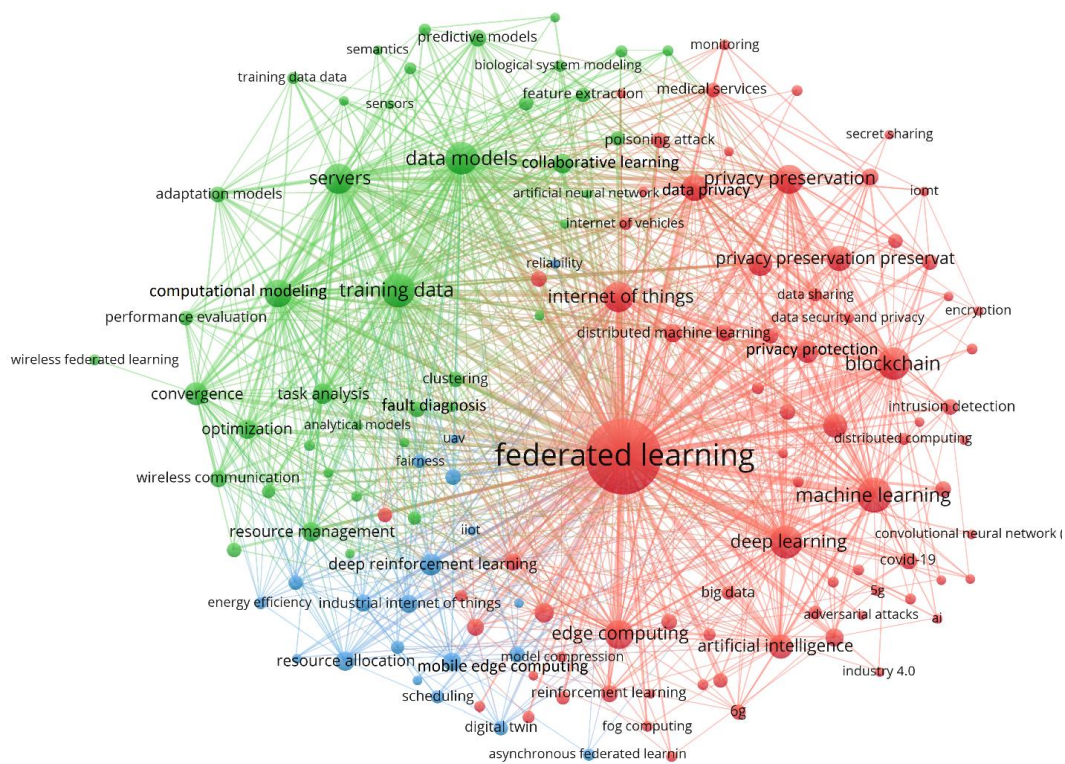 predictive models
semantics
monitoring
biological system modeling
training data data
medical services
feature extraction
sensors
secret sharing
poisoning attack
data models
collaborative learning
servers
privacy preservation
data privacy
iomt
adaptation models
artificial neural network
internet of vehicles
reliability
privacy preservation preservat
computational modeling
training data
internet of things
data sharing
encryption
performance evaluation
data security and privacy
distributed machine learning
privacy protection
wireless federated learning
blockchain
clustering
convergence
task analysis
fault diagnosis
intrusion detection
analytical models
optimization
uav
distributed computing
federated learning
fairness
wireless communication
machine learning
iiot
resource management
convolutional neural network (
deep learning
deep reinforcement learning
covid-19
big data
5g
energy efficiency
industrial internet of things
adversarial attacks
ai
edge computing
artificial intelligence
model compression
resource allocation
mobile edge computing
industry 4.0
scheduling
reinforcement learning
6g
digital twin
fog computing
asynchronous federated learnin